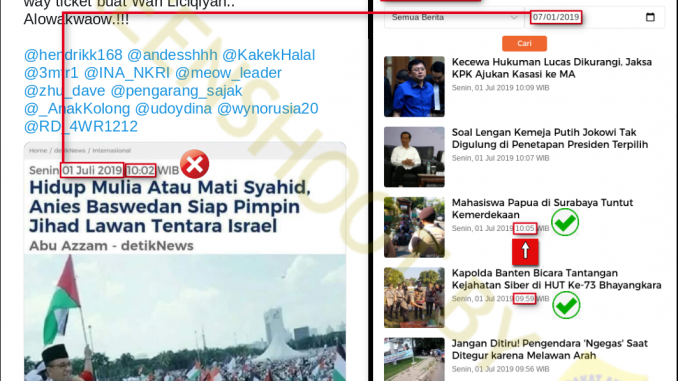 way ticket buat Wan Liciqiyah..
Alowakwaow.!!!
@hendrikk168 @andesshhh @KakekHalal
@3mtr1 @INA_NKRI @meow_leader
@zhu_dave @pengarang_sajak
@_AnakKolong @udoydina @wynorusia20
@RD_4WR1212
Home / detikNews / Internasional
Senin 01 Juli 2019 10:02 WIB
Hidup Mulia Atau Mati Syahid,
Anies Baswedan Siap Pimpin
Jihad Lawan Tentara Israel
Abu Azzam - detikNews
Semua Berita
07/01/2019
Cari
Kecewa Hukuman Lucas Dikurangi, Jaksa
KPK Ajukan Kasasi ke MA
Senin, 01 Jul 2019 10:09 WIB
Soal Lengan Kemeja Putih Jokowi Tak
Digulung di Penetapan Presiden Terpilih
Senin, 01 Jul 2019 10:07 WIB
Mahasiswa Papua di Surabaya Tuntut
Kemerdekaan
Senin, 01 Jul 2019 10:05 WIB
Kapolda Banten Bicara Tantangan
Kejahatan Siber di HUT Ke-73 Bhayangkara
Senin, 01 Jul 2019 09:59 WIB
Jangan Ditiru! Pengendara 'Ngegas' Saat
Ditegur karena Melawan Arah
Senin, 01 Jul 2019 09:56 WIB